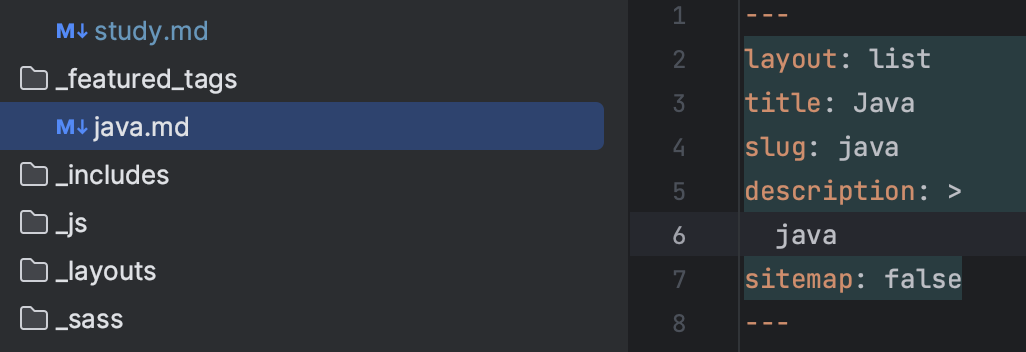 study.md
_featured_tags
java.md
_includes
_js
_layouts
_sass
1 ---
2 layout: list
3 title: Java
4 slug: java
5 description: >
6   java
7 sitemap: false
8 ---